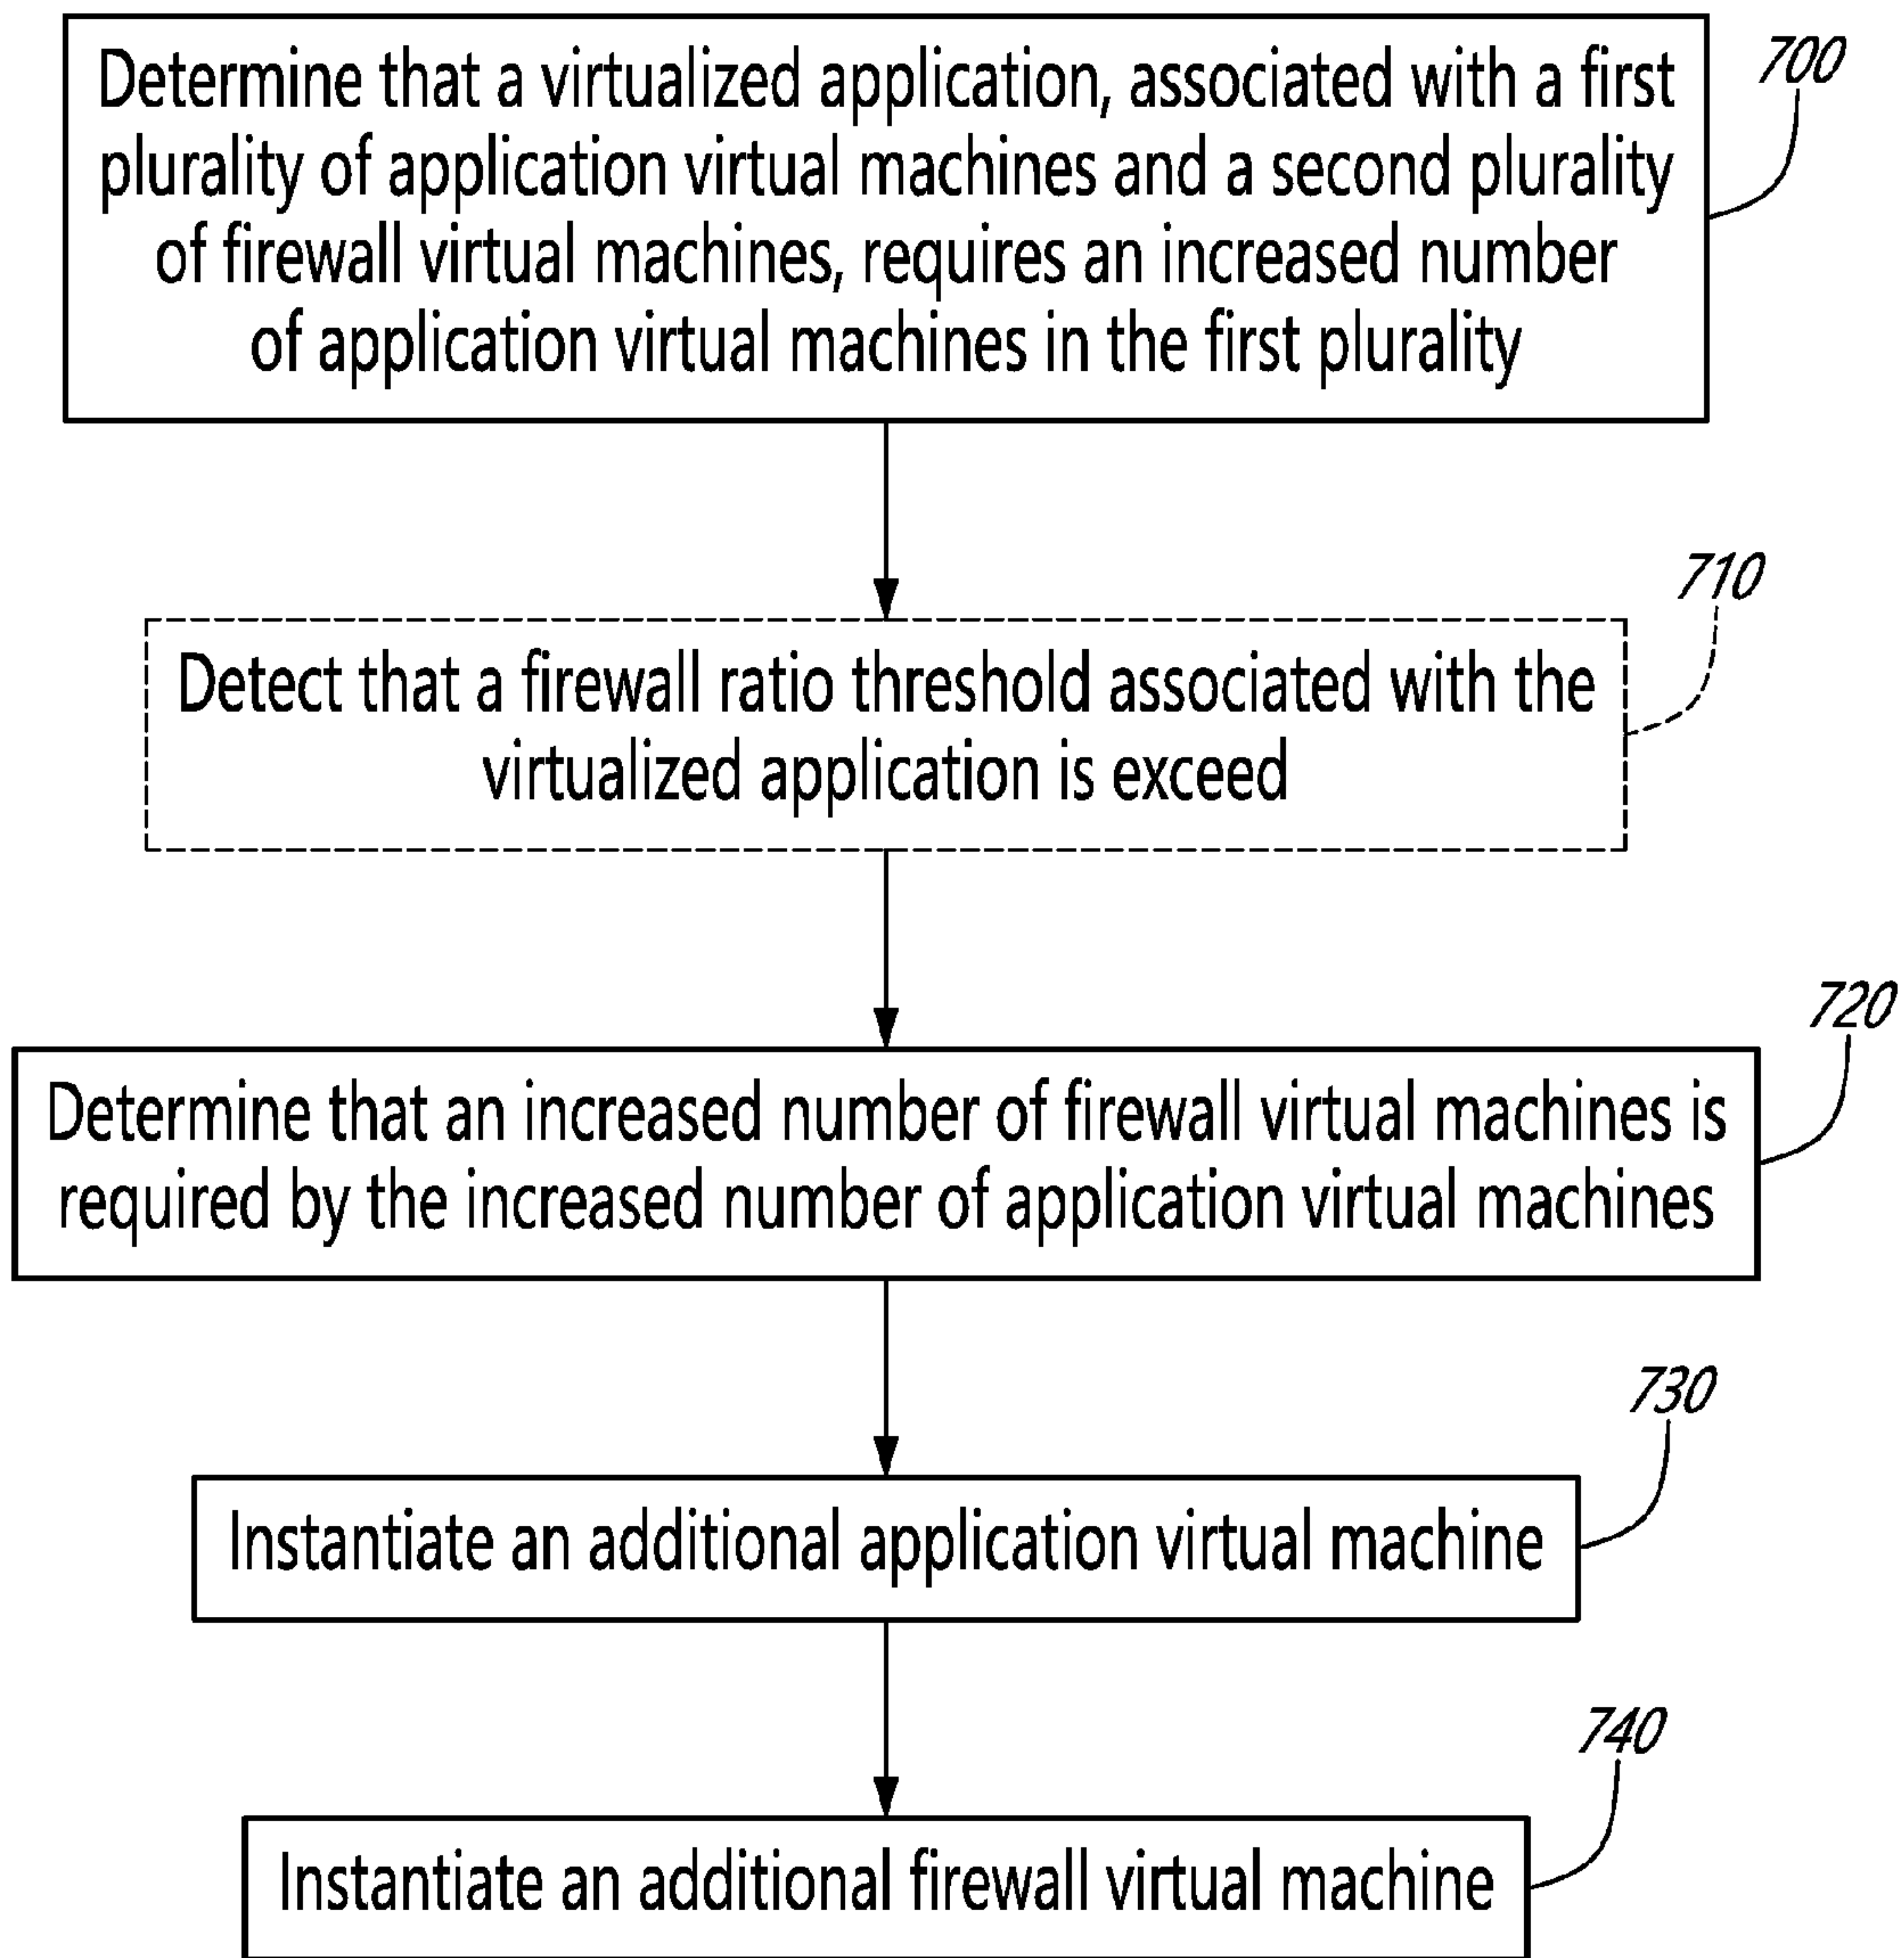 Determine that a virtualized application, associated with a first
plurality of application virtual machines and a second plurality
of firewall virtual machines, requires an increased number
of application virtual machines in the first plurality
700
710
Detect that a firewall ratio threshold associated with the
virtualized application is exceed
720
Determine that an increased number of firewall virtual machines is
required by the increased number of application virtual machines
730
Instantiate an additional application virtual machine
740
Instantiate an additional firewall virtual machine